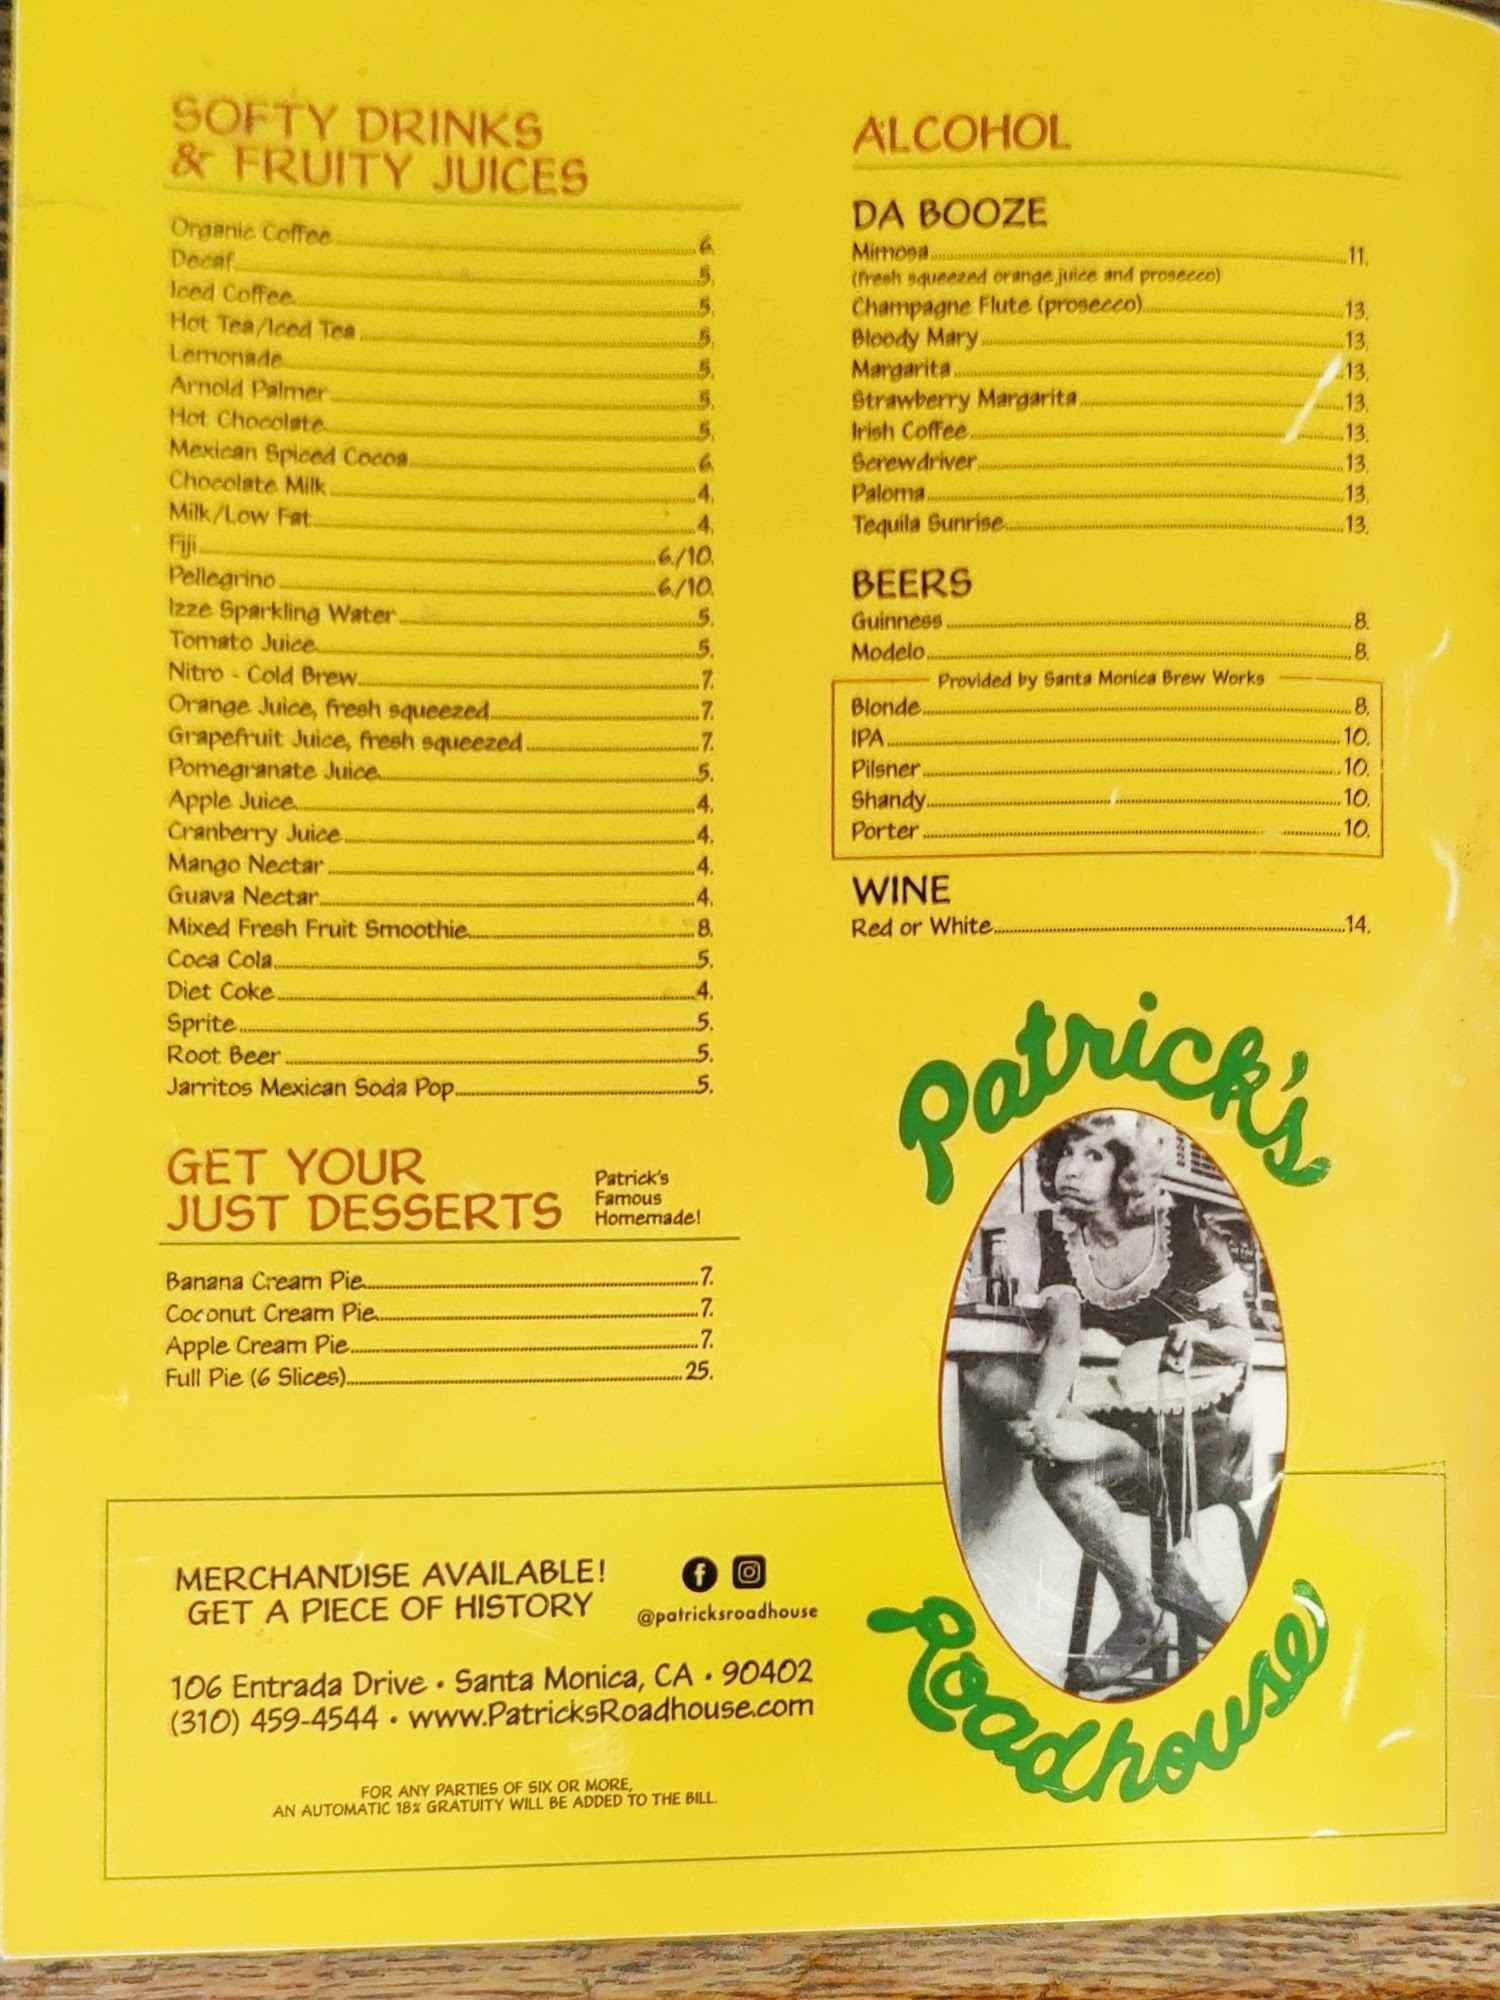 SOFTY DRINKS
& FRUITY JUICES
Organic Coffee 6.
Decaf 5.
Iced Coffee 5.
Hot Tea/Iced Tea 5.
Lemonade 5.
Arnold Palmer 5.
Hot Chocolate 5.
Mexican Spiced Cocoa 6.
Chocolate Milk 4.
Milk/Low Fat 4.
Fiji 6./10.
Pellegrino 6./10.
Izze Sparkling Water 5.
Tomato Juice 5.
Nitro - Cold Brew 7.
Orange Juice, fresh squeezed 7.
Grapefruit Juice, fresh squeezed 7.
Pomegranate Juice 5.
Apple Juice 4.
Cranberry Juice 4.
Mango Nectar 4.
Guava Nectar 4.
Mixed Fresh Fruit Smoothie 8.
Coca Cola 5.
Diet Coke 4.
Sprite 5.
Root Beer 5.
Jarritos Mexican Soda Pop 5.
GET YOUR
JUST DESSERTS
Patrick's
Famous
Homemade!
Banana Cream Pie 7.
Coconut Cream Pie 7.
Apple Cream Pie 7.
Full Pie (6 Slices) 25.
ALCOHOL
DA BOOZE
Mimosa 11.
(fresh squeezed orange juice and prosecco)
Champagne Flute (prosecco) 13.
Bloody Mary 13.
Margarita 13.
Strawberry Margarita 13.
Irish Coffee 13.
Screwdriver 13.
Paloma 13.
Tequila Sunrise 13.
BEERS
Guinness 8.
Modelo 8.
Provided by Santa Monica Brew Works
Blonde 8.
IPA 10.
Pilsner 10.
Shandy 10.
Porter 10.
WINE
Red or White 14.
Patrick's
Roadhouse
MERCHANDISE AVAILABLE!
GET A PIECE OF HISTORY
@patricksroadhouse
106 Entrada Drive • Santa Monica, CA • 90402
(310) 459-4544 • www.PatricksRoadhouse.com
FOR ANY PARTIES OF SIX OR MORE,
AN AUTOMATIC 18% GRATUITY WILL BE ADDED TO THE BILL.